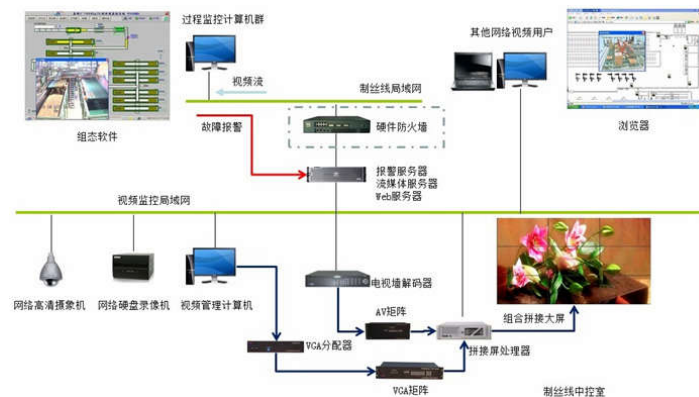 过程监控计算机群
其他网络视频用户
视频流
制丝线局域网
组态软件
故障报警
硬件防火墙
浏览器
报警服务器
流媒体服务器
Web服务器
视频监控局域网
网络高清摄象机
网络硬盘录像机
视频管理计算机
电视墙解码器
AV矩阵
组合拼接大屏
VGA分配器
拼接屏处理器
VGA矩阵
制丝线中控室